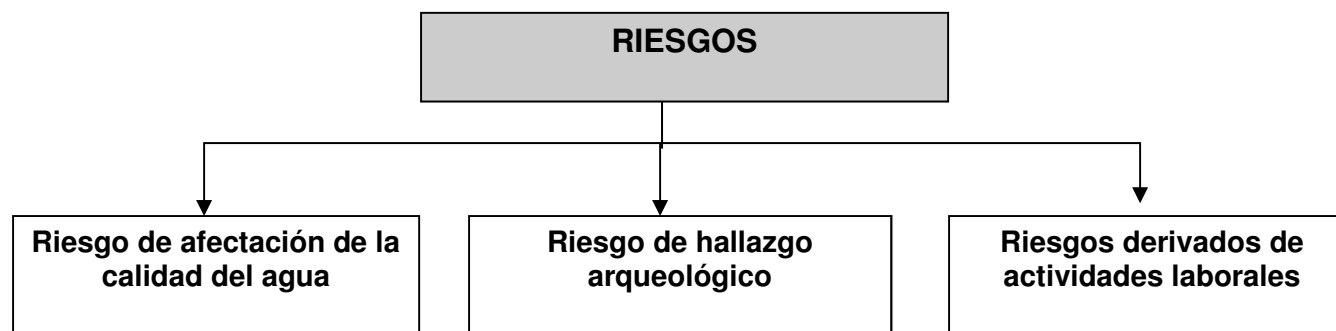 RIESGOS
Riesgo de afectación de la
calidad del agua
Riesgo de hallazgo
arqueológico
Riesgos derivados de
actividades laborales